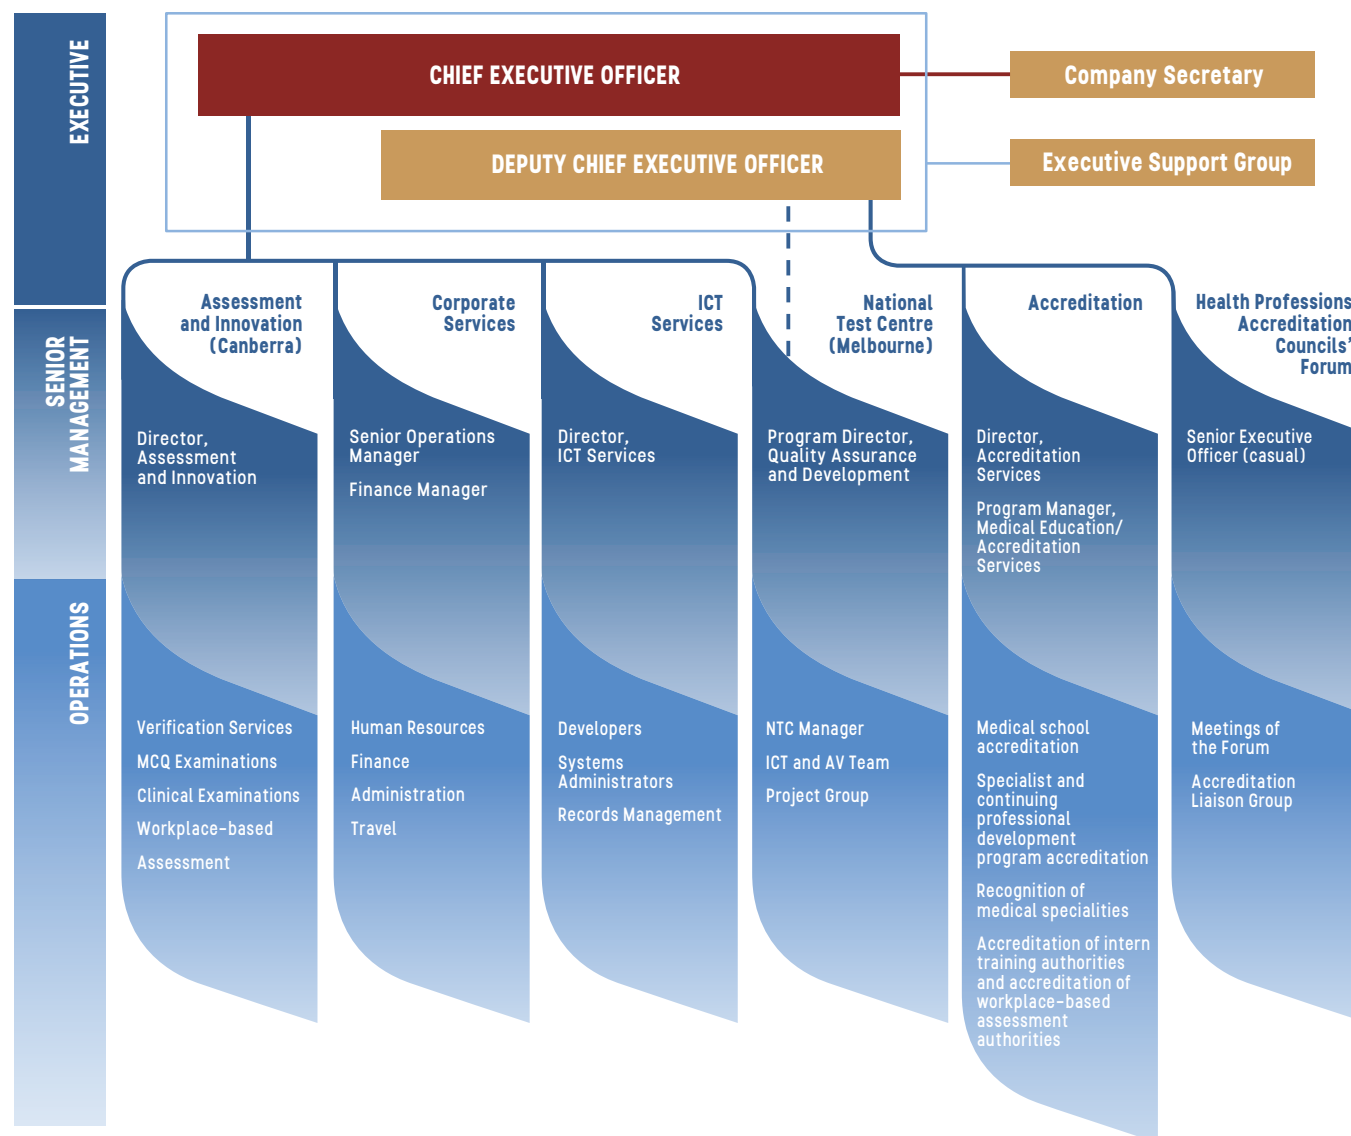 EXECUTIVE
CHIEF EXECUTIVE OFFICER
Company Secretary
DEPUTY CHIEF EXECUTIVE OFFICER
Executive Support Group
SENIOR
MANAGEMENT
Assessment
and Innovation
(Canberra)
Corporate
Services
ICT
Services
National
Test Centre
(Melbourne)
Accreditation
Health Professions
Accreditation
Councils’
Forum
Director,
Assessment
and Innovation
Senior Operations
Manager
Finance Manager
Director,
ICT Services
Program Director,
Quality Assurance
and Development
Director,
Accreditation
Services
Program Manager,
Medical Education/
Accreditation
Services
Senior Executive
Officer (casual)
OPERATIONS
Verification Services
MCQ Examinations
Clinical Examinations
Workplace-based
Assessment
Human Resources
Finance
Administration
Travel
Developers
Systems
Administrators
Records Management
NTC Manager
ICT and AV Team
Project Group
Medical school
accreditation
Specialist and
continuing
professional
development
program accreditation
Recognition of
medical specialities
Accreditation of intern
training authorities
and accreditation of
workplace-based
assessment
authorities
Meetings of
the Forum
Accreditation
Liaison Group